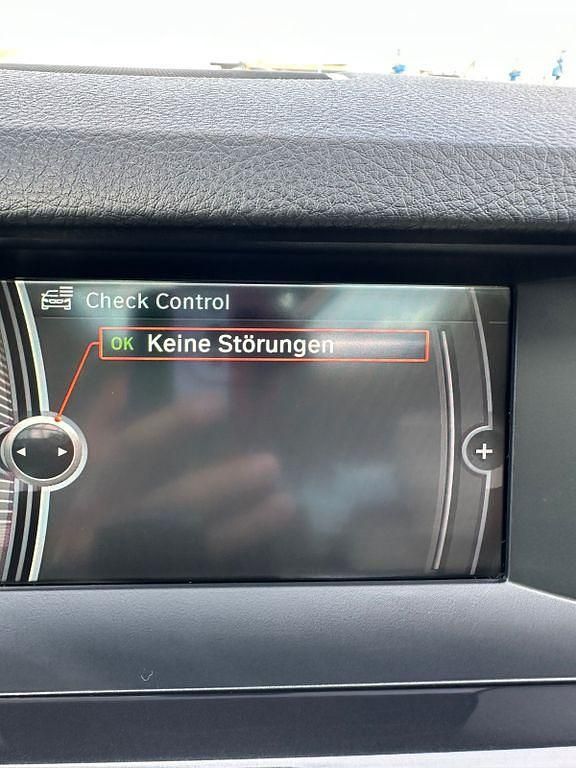 Check Control
OK Keine Störungen